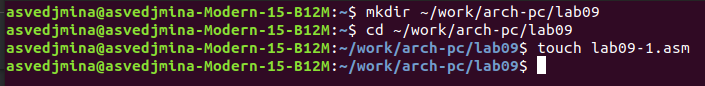 asvedjmina@asvedjmina-Modern-15-B12M:~$ mkdir ~/work/arch-pc/lab09
asvedjmina@asvedjmina-Modern-15-B12M:~$ cd ~/work/arch-pc/lab09
asvedjmina@asvedjmina-Modern-15-B12M:~/work/arch-pc/lab09$ touch lab09-1.asm
asvedjmina@asvedjmina-Modern-15-B12M:~/work/arch-pc/lab09$